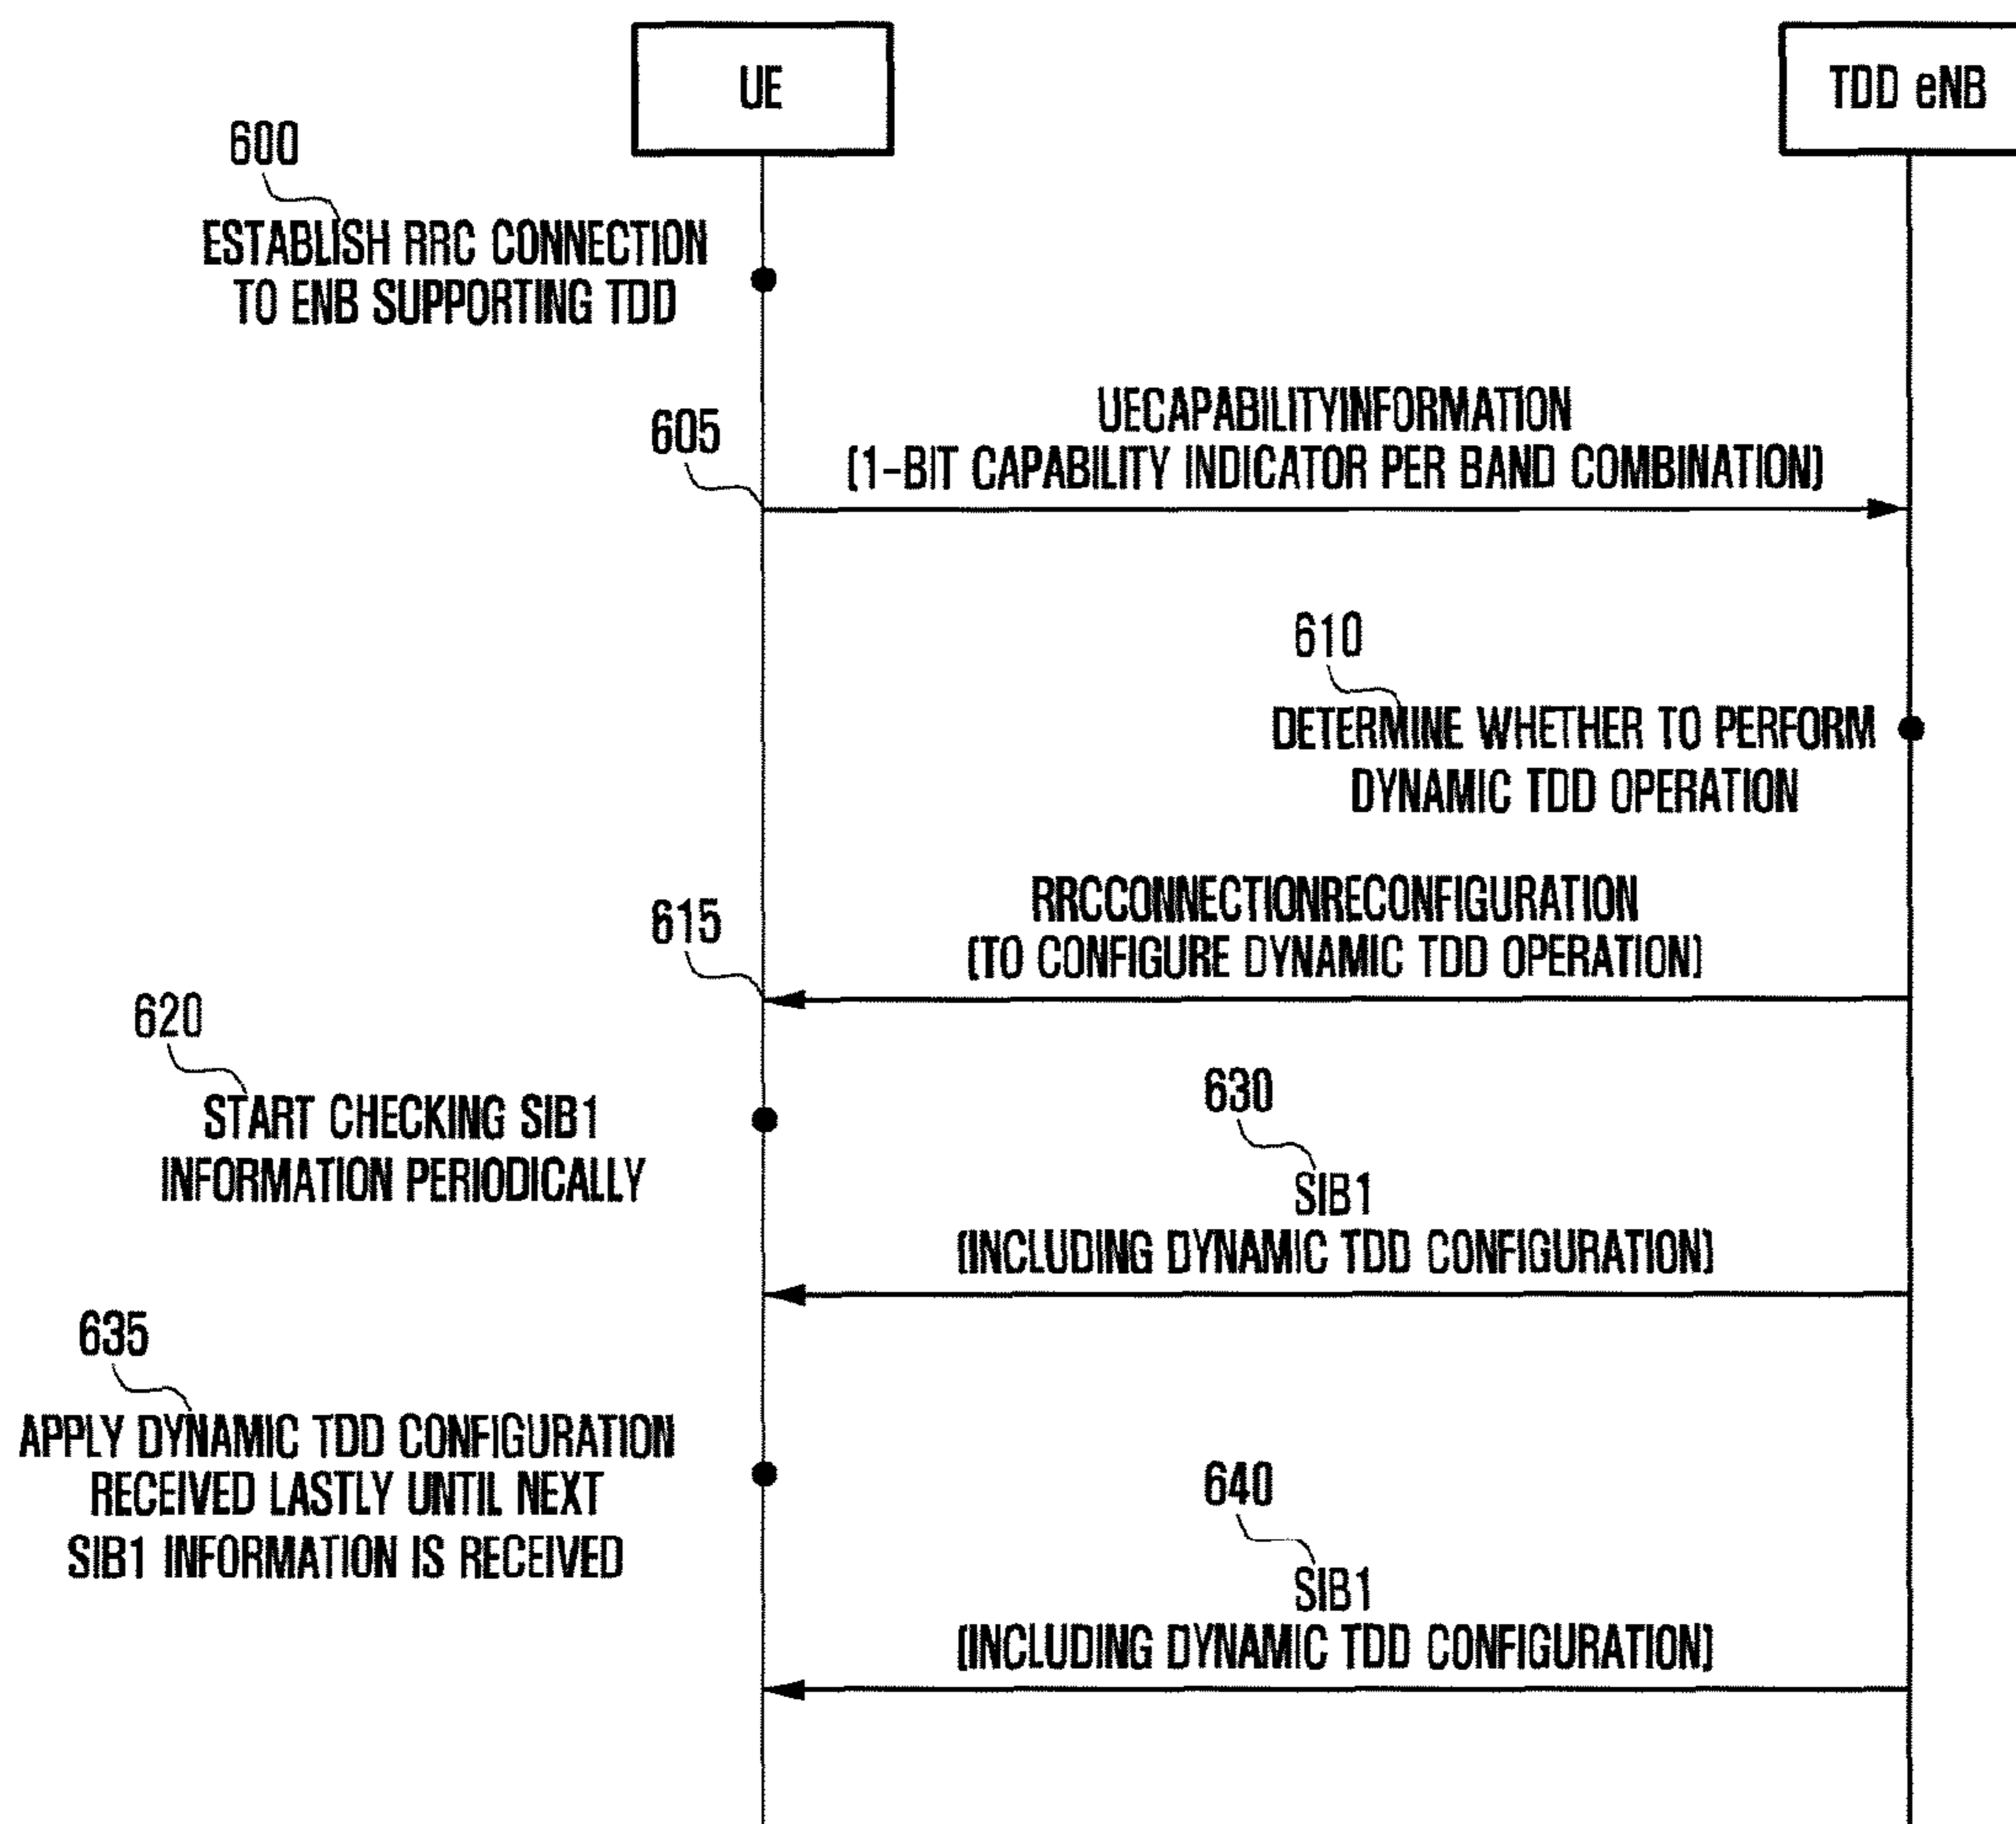 UE
TDD eNB
600
ESTABLISH RRC CONNECTION
TO ENB SUPPORTING TDD
605
UECAPABILITYINFORMATION
(1-BIT CAPABILITY INDICATOR PER BAND COMBINATION)
610
DETERMINE WHETHER TO PERFORM
DYNAMIC TDD OPERATION
615
RRCCONNECTIONRECONFIGURATION
(TO CONFIGURE DYNAMIC TDD OPERATION)
620
START CHECKING SIB1
INFORMATION PERIODICALLY
630
SIB1
(INCLUDING DYNAMIC TDD CONFIGURATION)
635
APPLY DYNAMIC TDD CONFIGURATION
RECEIVED LASTLY UNTIL NEXT
SIB1 INFORMATION IS RECEIVED
640
SIB1
(INCLUDING DYNAMIC TDD CONFIGURATION)